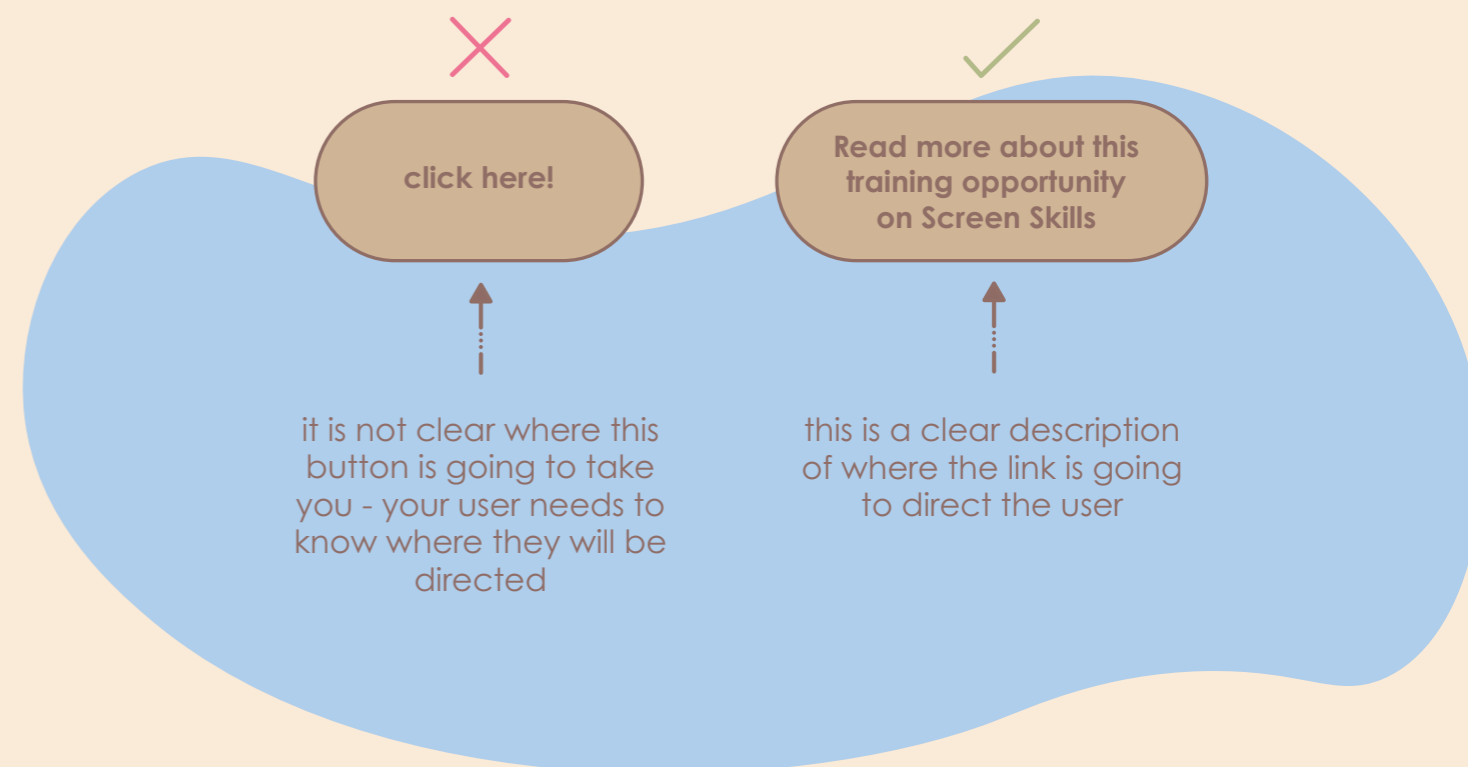 click here!
Read more about this
training opportunity
on Screen Skills
it is not clear where this
button is going to take
you - your user needs to
know where they will be
directed
this is a clear description
of where the link is going
to direct the user